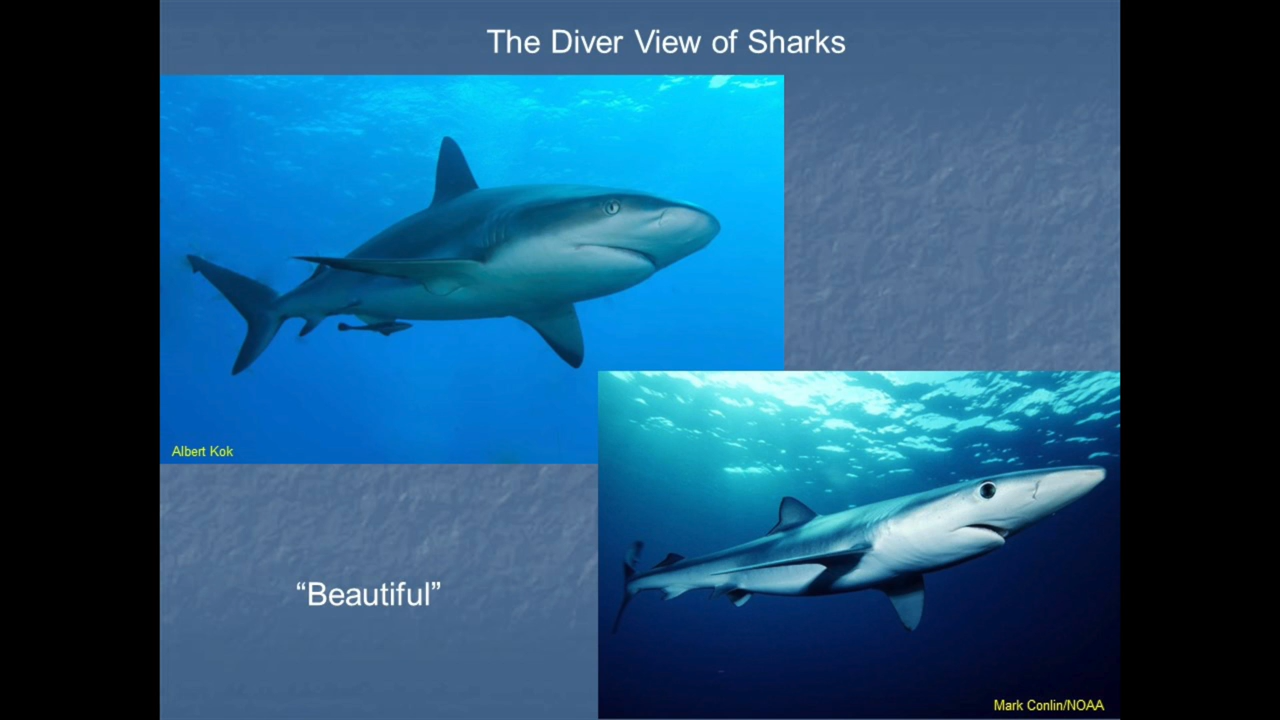 The Diver View of Sharks
Albert Kok
“Beautiful”
Mark Conlin/NOAA